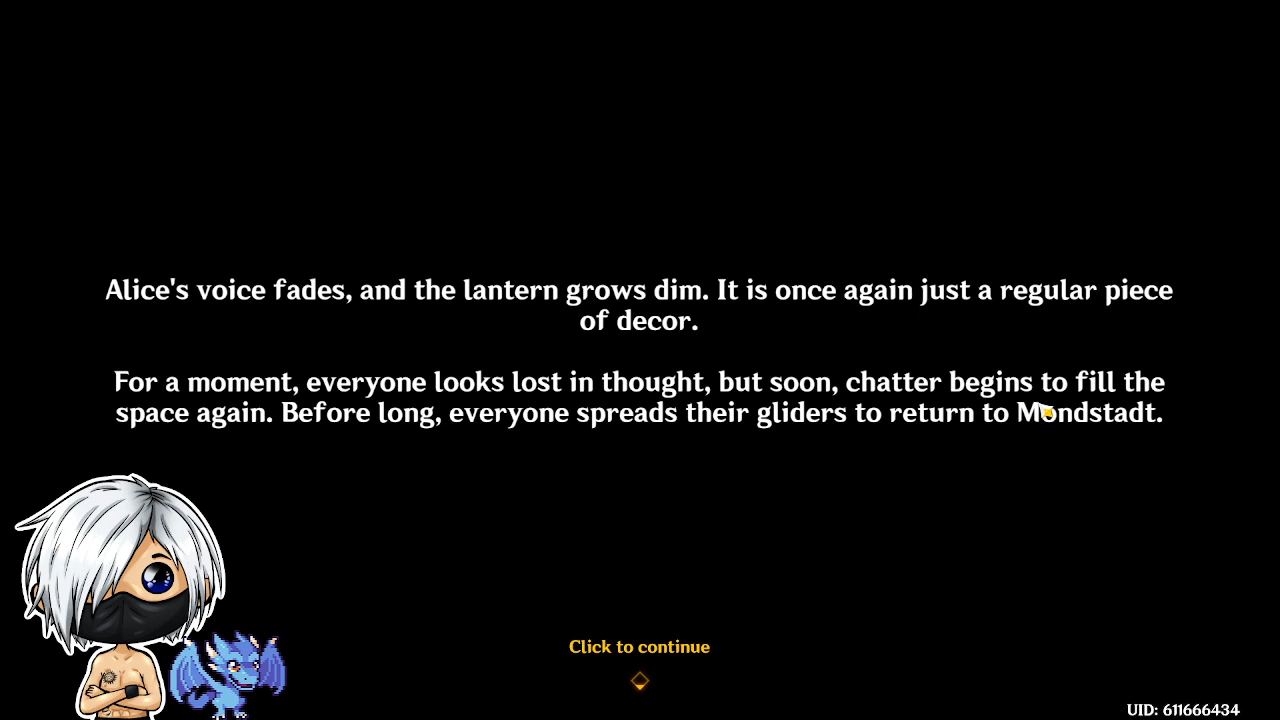 Alice's voice fades, and the lantern grows dim. It is once again just a regular piece
of decor.
For a moment, everyone looks lost in thought, but soon, chatter begins to fill the
space again. Before long, everyone spreads their gliders to return to Mondstadt.
Click to continue
UID: 611666434